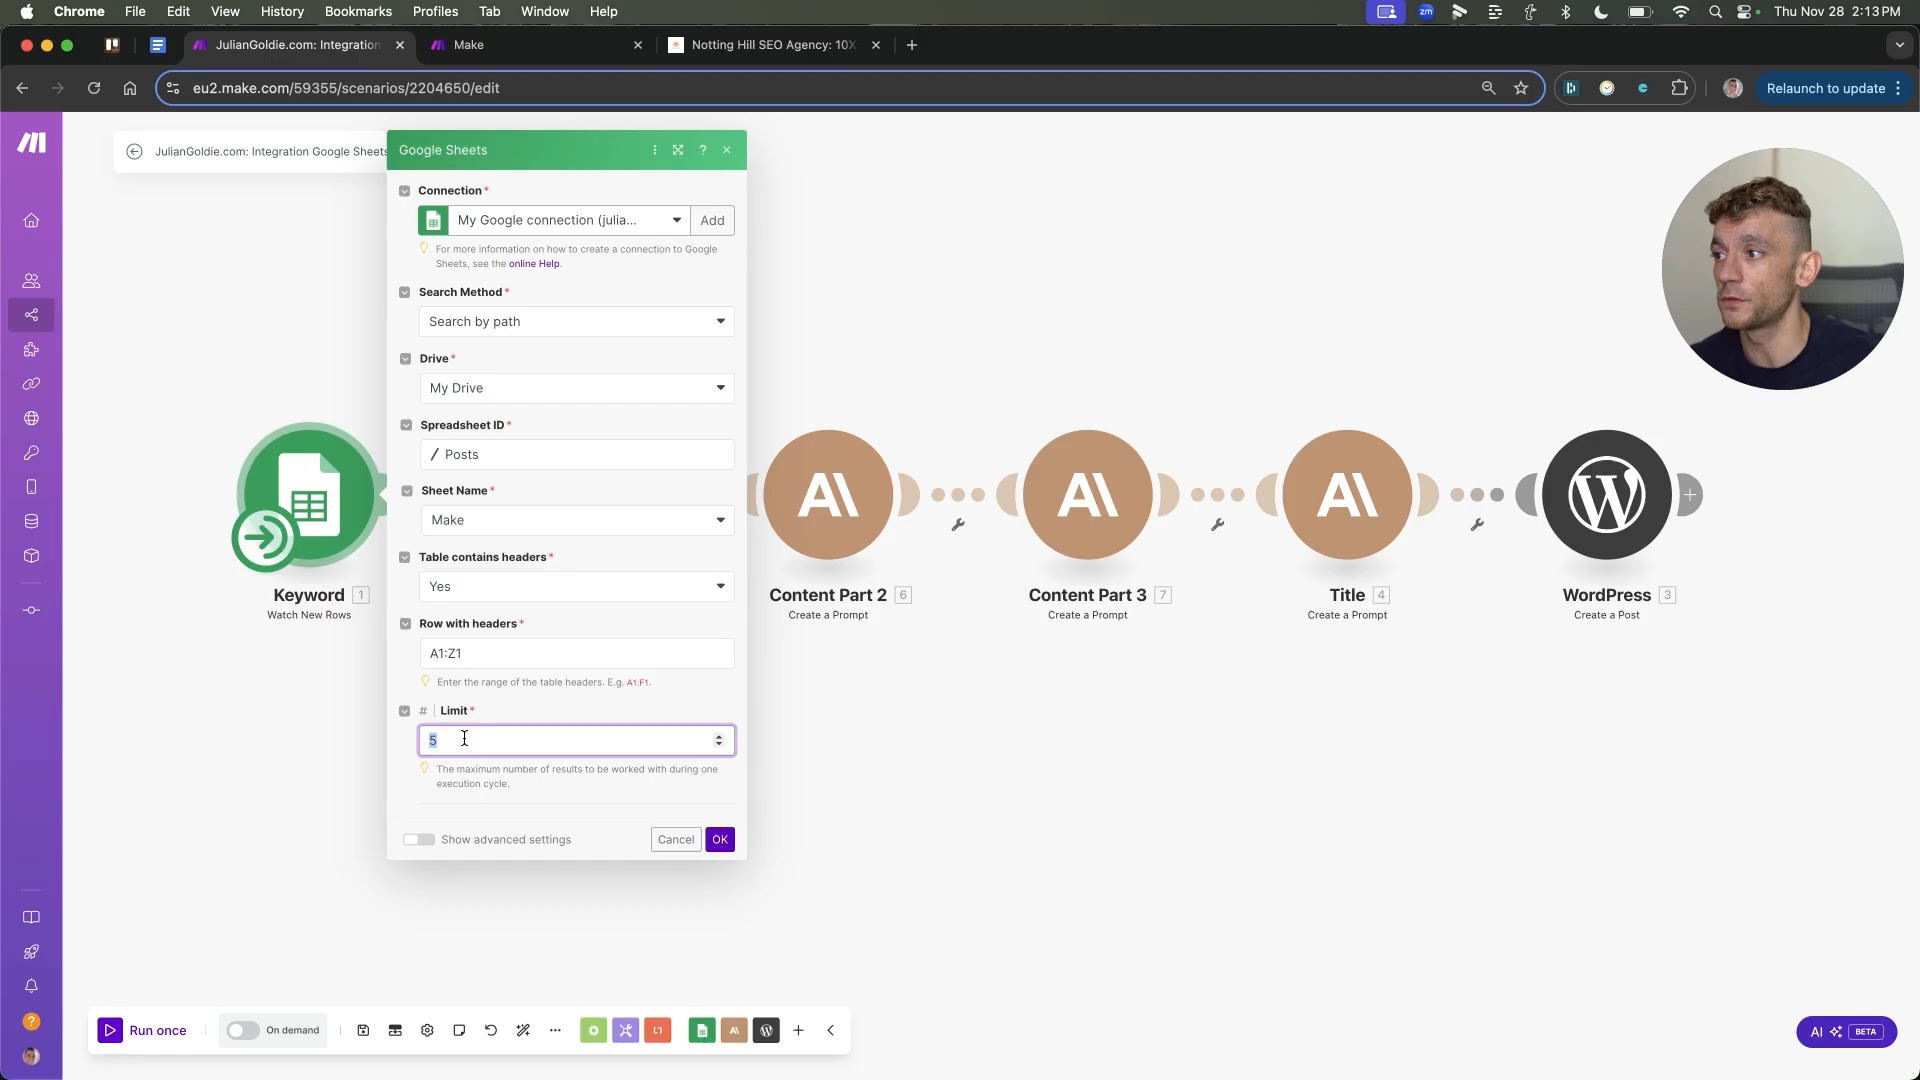 Chrome File Edit View History Bookmarks Profiles Tab Window Help
zm
Thu Nov 28 2:13 PM
JulianGoldie.com: Integration
Make
Notting Hill SEO Agency: 10X
eu2.make.com/59355/scenarios/2204650/edit
Relaunch to update
JulianGoldie.com: Integration Google Sheets
Google Sheets
Connection*
My Google connection (julia...
Add
For more information on how to create a connection to Google
Sheets, see the online Help.
Search Method*
Search by path
Drive*
My Drive
Spreadsheet ID*
/ Posts
Sheet Name*
Make
Table contains headers*
Yes
Row with headers*
A1:Z1
Enter the range of the table headers. E.g. A1:F1.
# Limit*
5
The maximum number of results to be worked with during one
execution cycle.
Show advanced settings
Cancel
OK
Keyword 1
Watch New Rows
Content Part 2 6
Create a Prompt
Content Part 3 7
Create a Prompt
Title 4
Create a Prompt
WordPress 3
Create a Post
Run once
On demand
AI BETA